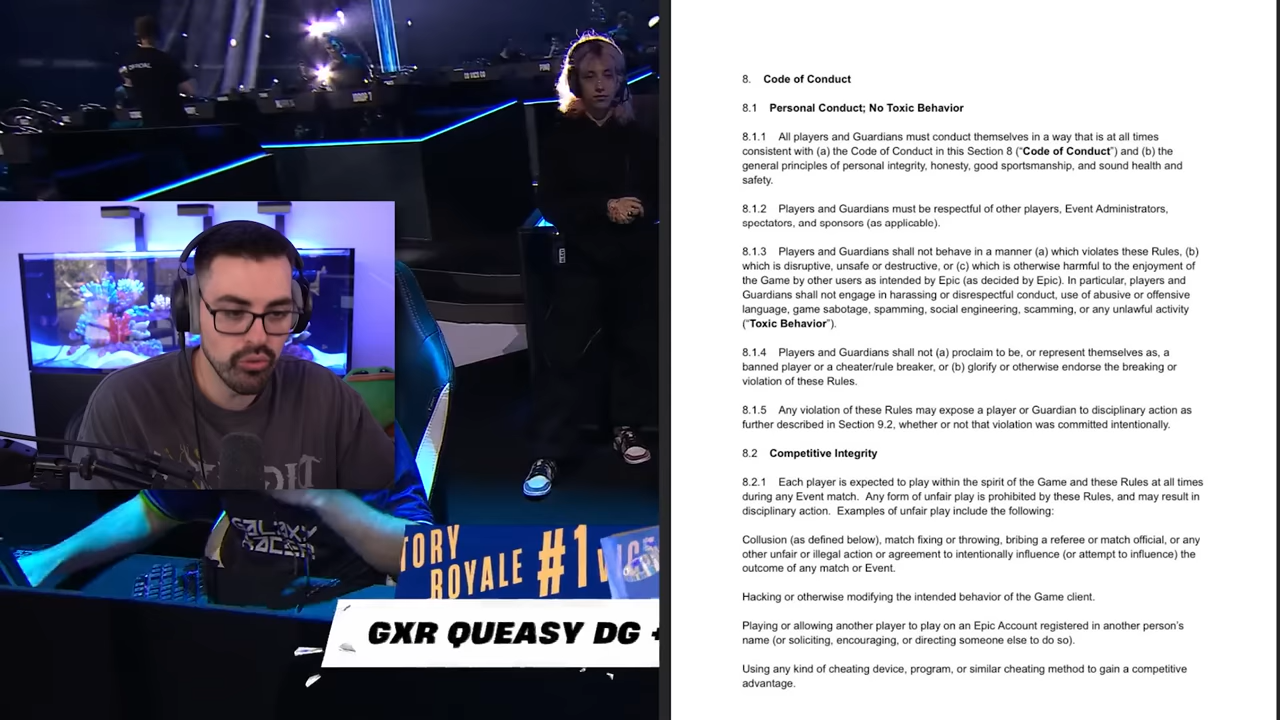 OFFICIAL
GALAXY
RACER
TORY
ROYALE #1
GXR QUEASY DG +
8. Code of Conduct
8.1 Personal Conduct; No Toxic Behavior
8.1.1 All players and Guardians must conduct themselves in a way that is at all times
consistent with (a) the Code of Conduct in this Section 8 (“Code of Conduct”) and (b) the
general principles of personal integrity, honesty, good sportsmanship, and sound health and
safety.
8.1.2 Players and Guardians must be respectful of other players, Event Administrators,
spectators, and sponsors (as applicable).
8.1.3 Players and Guardians shall not behave in a manner (a) which violates these Rules, (b)
which is disruptive, unsafe or destructive, or (c) which is otherwise harmful to the enjoyment of
the Game by other users as intended by Epic (as decided by Epic). In particular, players and
Guardians shall not engage in harassing or disrespectful conduct, use of abusive or offensive
language, game sabotage, spamming, social engineering, scamming, or any unlawful activity
(“Toxic Behavior”).
8.1.4 Players and Guardians shall not (a) proclaim to be, or represent themselves as, a
banned player or a cheater/rule breaker, or (b) glorify or otherwise endorse the breaking or
violation of these Rules.
8.1.5 Any violation of these Rules may expose a player or Guardian to disciplinary action as
further described in Section 9.2, whether or not that violation was committed intentionally.
8.2 Competitive Integrity
8.2.1 Each player is expected to play within the spirit of the Game and these Rules at all times
during any Event match. Any form of unfair play is prohibited by these Rules, and may result in
disciplinary action. Examples of unfair play include the following:
Collusion (as defined below), match fixing or throwing, bribing a referee or match official, or any
other unfair or illegal action or agreement to intentionally influence (or attempt to influence) the
outcome of any match or Event.
Hacking or otherwise modifying the intended behavior of the Game client.
Playing or allowing another player to play on an Epic Account registered in another person’s
name (or soliciting, encouraging, or directing someone else to do so).
Using any kind of cheating device, program, or similar cheating method to gain a competitive
advantage.